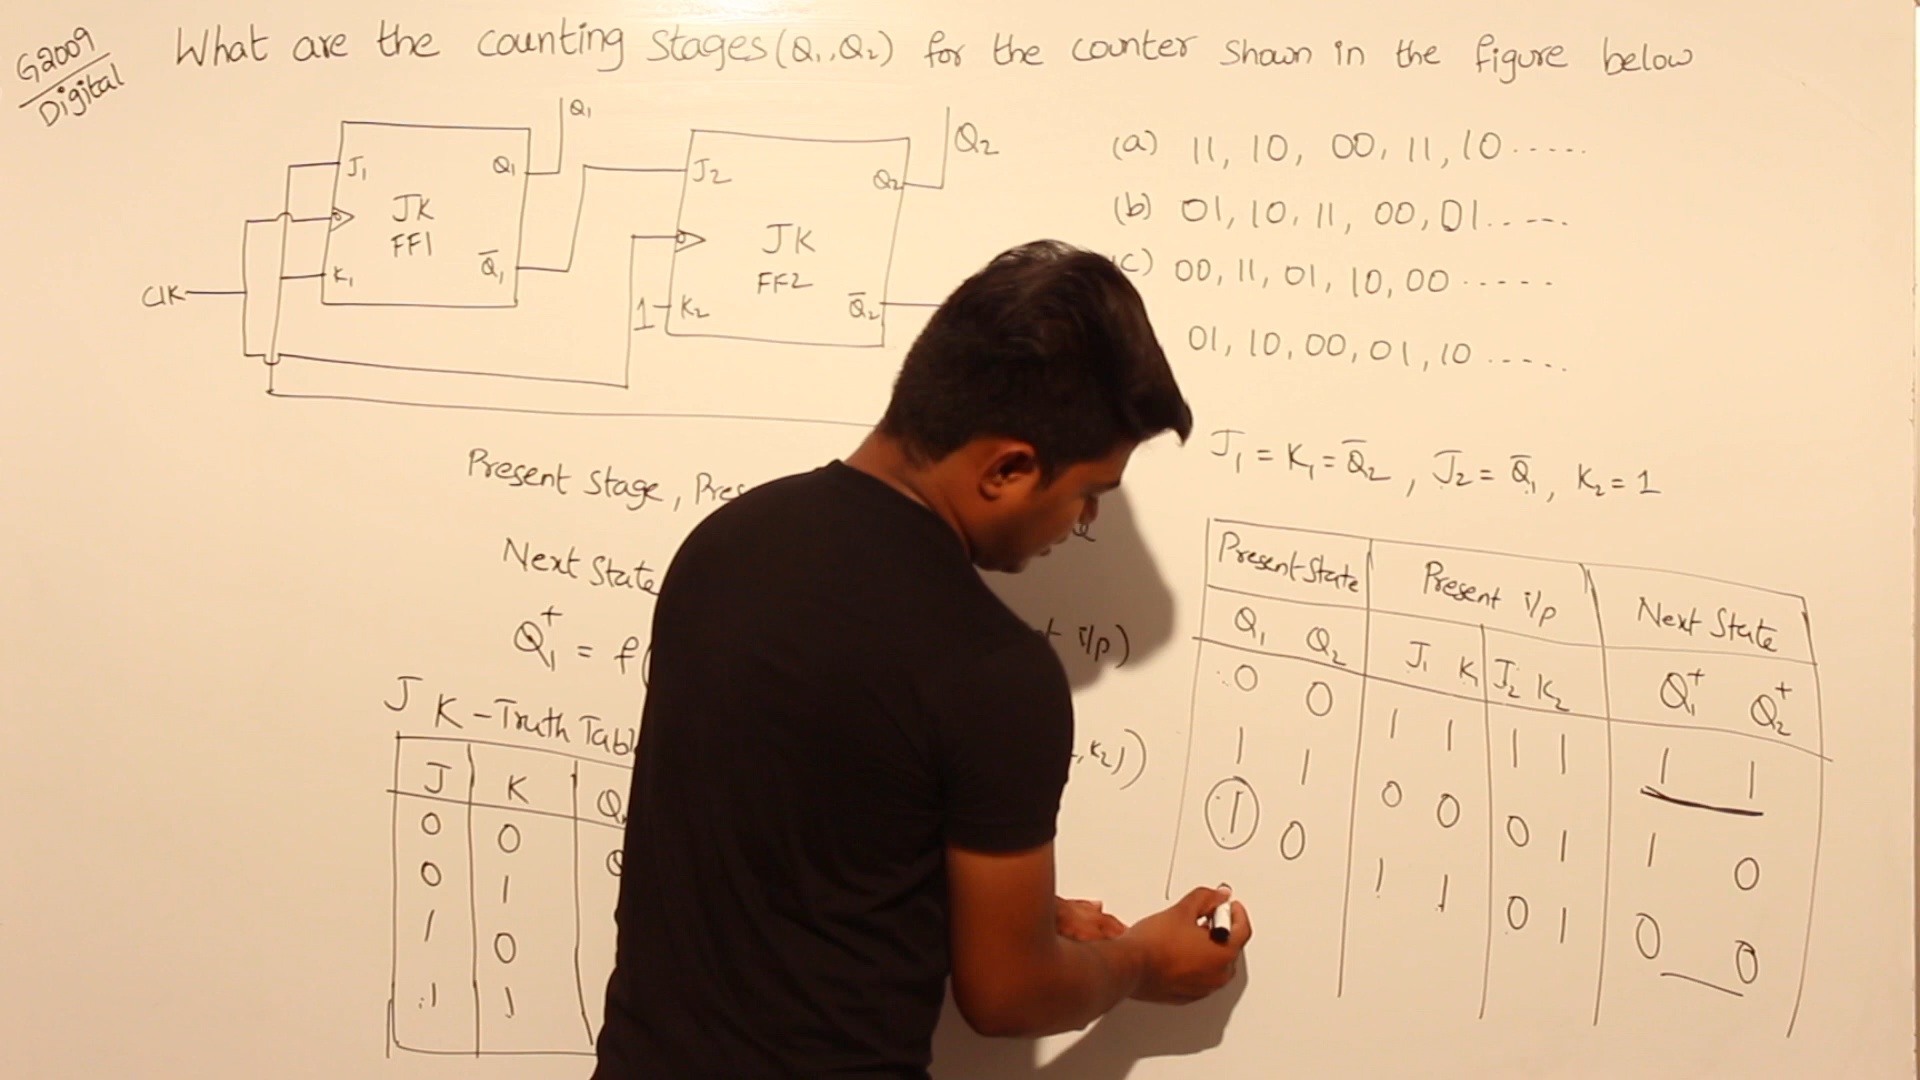 G2009
Digital
What are the counting stages (Q₁, Q₂) for the counter shown in the figure below
Q₁
Q₂
J₁ Q₁
JK
FF1
K₁ Q̄₁
CLK
J₂ Q₂
JK
FF2
1 K₂ Q̄₂
(a) 11, 10, 00, 11, 10 .....
(b) 01, 10, 11, 00, 01 .....
(c) 00, 11, 01, 10, 00 .....
01, 10, 00, 01, 10 .....
J₁ = K₁ = Q̄₂, J₂ = Q̄₁, K₂ = 1
Present stage,
Next State
Q₁⁺ = f(
i/p)
, K₂))
JK-Truth Table
J K
0 0
0 1
1 0
1 1
Present State Present i/p Next State
Q₁ Q₂ J₁ K₁ J₂ K₂ Q₁⁺ Q₂⁺
0 0 1 1 1 1 1 1
1 1 0 0 0 1 1 0
1 0 1 1 0 1 0 0